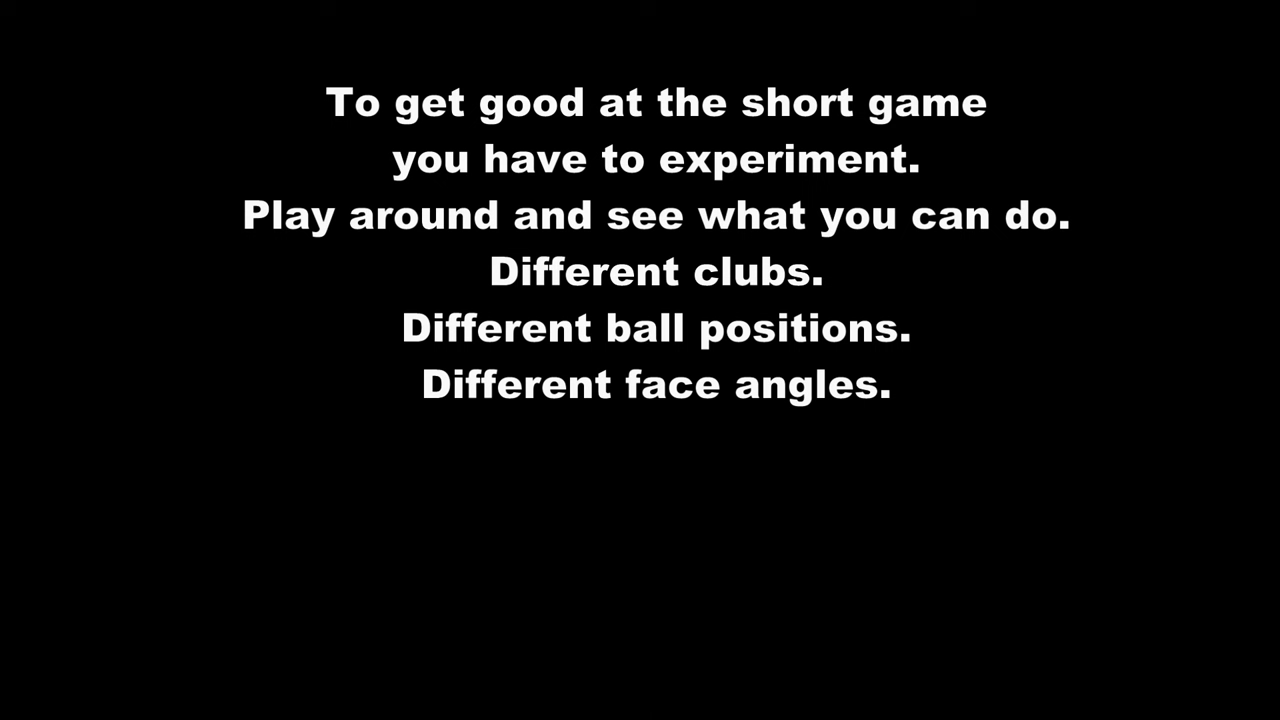 To get good at the short game
you have to experiment.
Play around and see what you can do.
Different clubs.
Different ball positions.
Different face angles.